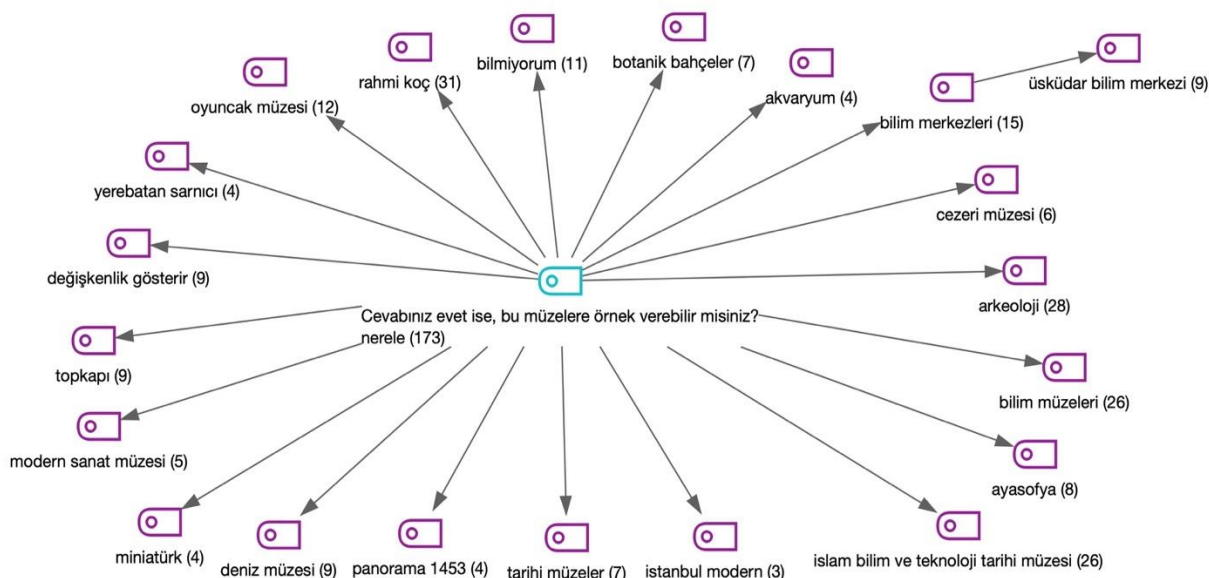 bilmiyorum (11)
botanik bahçeler (7)
rahmi koç (31)
üsküdar bilim merkezi (9)
oyuncak müzesi (12)
akvaryum (4)
bilim merkezleri (15)
yerebatan sarnıcı (4)
cezeri müzesi (6)
değişkenlik gösterir (9)
arkeoloji (28)
Cevabınız evet ise, bu müzelere örnek verebilir misiniz?
nerele (173)
topkapı (9)
bilim müzeleri (26)
modern sanat müzesi (5)
ayasofya (8)
miniatürk (4)
deniz müzesi (9)
panorama 1453 (4)
tarihi müzeler (7)
istanbul modern (3)
islam bilim ve teknoloji tarihi müzesi (26)